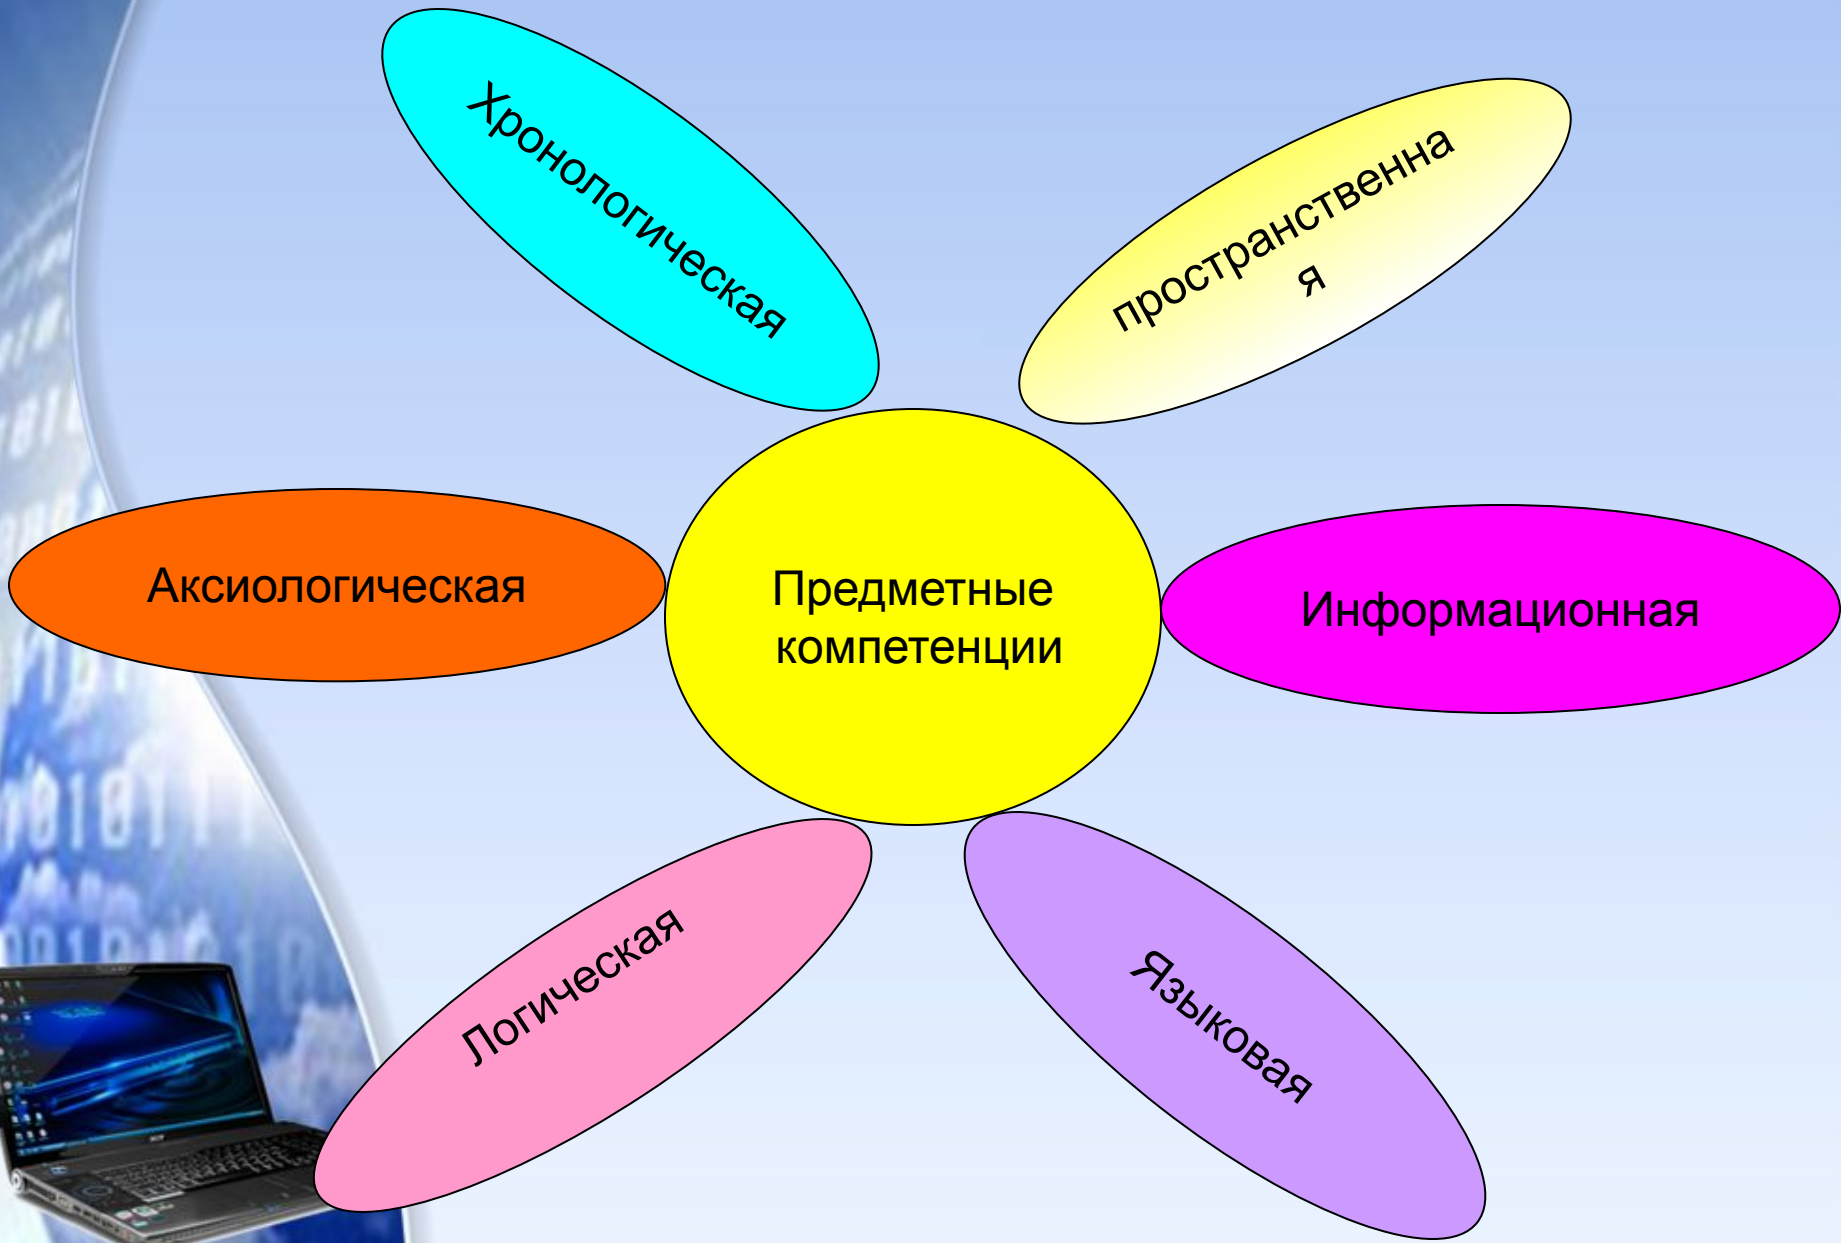 Хронологическая
пространственна
я
Аксиологическая
Предметные
компетенции
Информационная
Логическая
Языковая